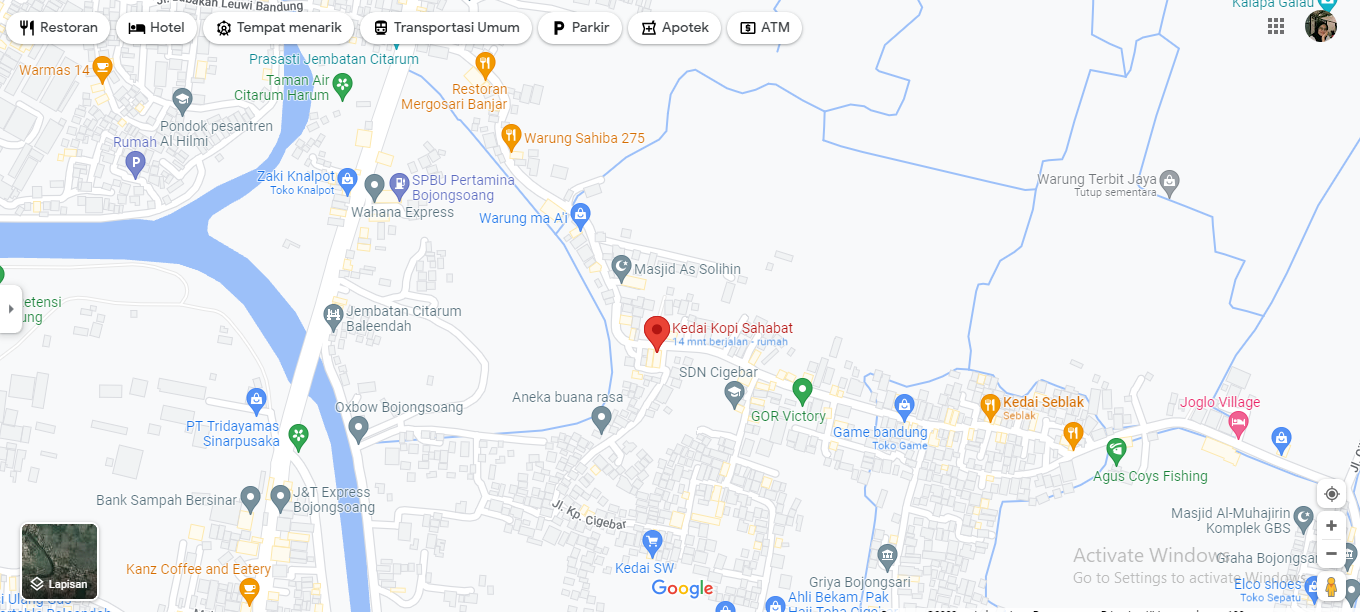 Jl. Babakan Leuwi Bandung
Kalapa Galau
Restoran
Hotel
Tempat menarik
Transportasi Umum
Parkir
Apotek
ATM
Prasasti Jembatan Citarum
Warmas 14
Taman Air
Citarum Harum
Restoran
Mergosari Banjar
Pondok pesantren
Al Hilmi
Rumah
P
Warung Sahiba 275
Zaki Knalpot
Toko Knalpot
SPBU Pertamina
Bojongsoang
Wahana Express
Warung ma A'i
Warung Terbit Jaya
Tutup sementara
Masjid As Solihin
etensi
ung
Jembatan Citarum
Baleendah
Kedai Kopi Sahabat
14 mnt berjalan - rumah
SDN Cigebar
Aneka buana rasa
Oxbow Bojongsoang
GOR Victory
PT Tridayamas
Sinarpusaka
Game bandung
Toko Game
Kedai Seblak
Seblak
Joglo Village
Agus Coys Fishing
Bank Sampah Bersinar
J&T Express
Bojongsoang
Jl. Kp. Cigebar
Masjid Al-Muhajirin
Komplek GBS
Kanz Coffee and Eatery
Kedai SW
Google
Griya Bojongsari
Ahli Bekam, Pak
Graha Bojongsoa
Elco shoes
Toko Sepatu
Activate Windows
Go to Settings to activate Windows.
Lapisan